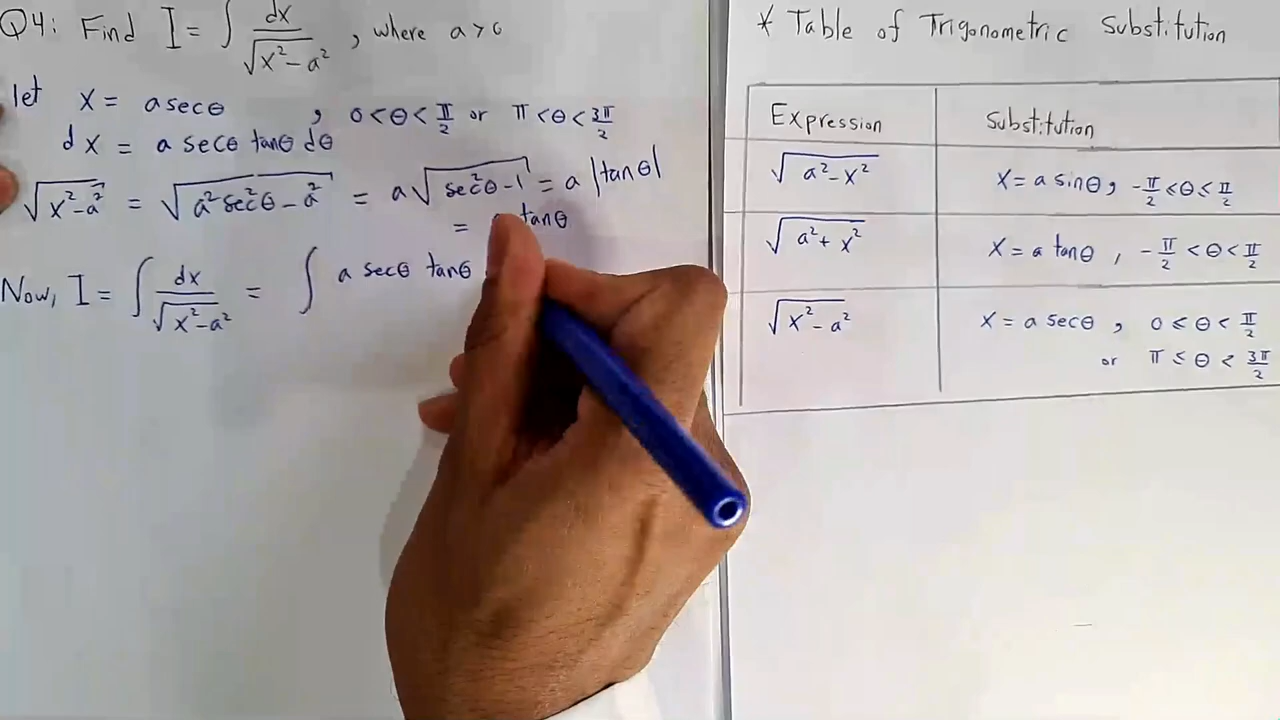 Q4: Find I = ∫ dx / √(x² - a²) , where a > 0
let x = a secθ , 0 < θ < π/2 or π < θ < 3π/2
dx = a secθ tanθ dθ
√(x² - a²) = √(a² sec²θ - a²) = a √(sec²θ - 1) = a |tanθ|
= tanθ
Now, I = ∫ dx / √(x² - a²) = ∫ a secθ tanθ
* Table of Trigonometric Substitution
Expression Substitution
√(a² - x²) x = a sinθ, -π/2 < θ < π/2
√(a² + x²) x = a tanθ , -π/2 < θ < π/2
√(x² - a²) x = a secθ , 0 ≤ θ < π/2
or π ≤ θ < 3π/2